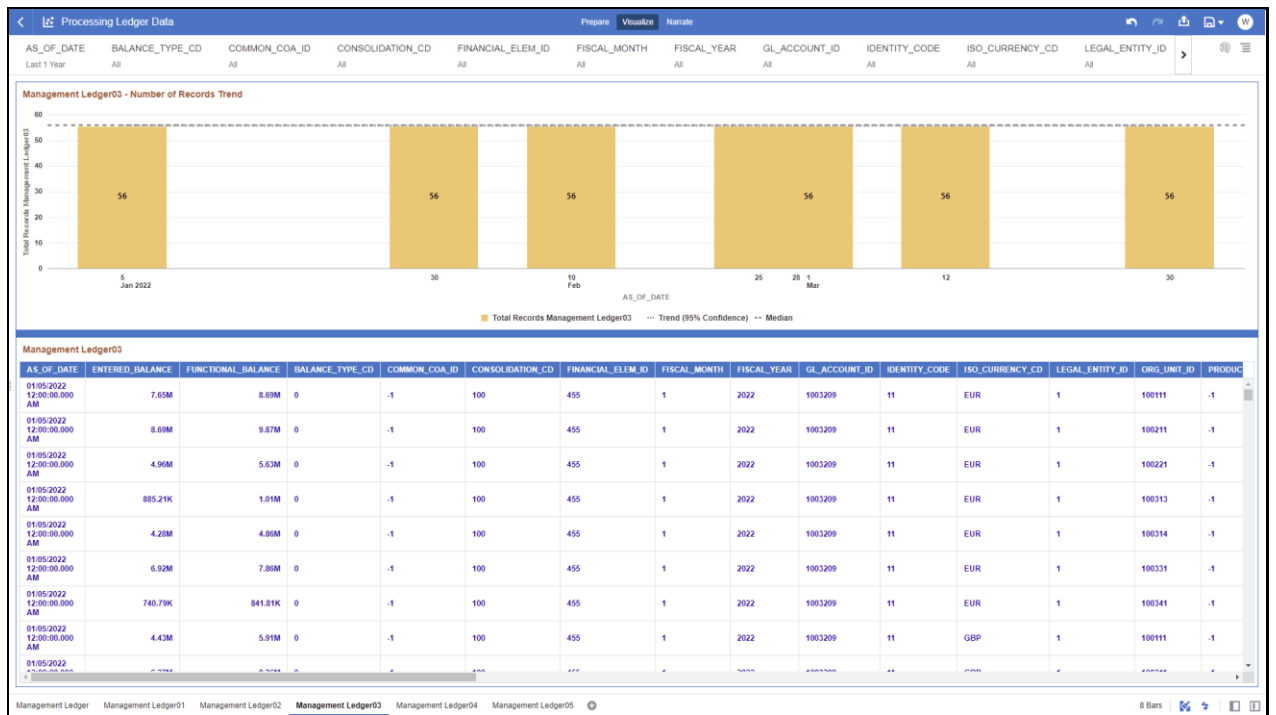 Processing Ledger Data
Prepare Visualize Narrate
W
AS_OF_DATE BALANCE_TYPE_CD COMMON_COA_ID CONSOLIDATION_CD FINANCIAL_ELEM_ID FISCAL_MONTH FISCAL_YEAR GL_ACCOUNT_ID IDENTITY_CODE ISO_CURRENCY_CD LEGAL_ENTITY_ID
Last 1 Year All All All All All All All All All All
Management Ledger03 - Number of Records Trend
Total Records Management Ledger03
60
50
40
30
20
10
0
56 56 56 56 56 56
5 30 10 25 28 1 12 30
Jan 2022 Feb Mar
AS_OF_DATE
Total Records Management Ledger03 Trend (95% Confidence) Median
Management Ledger03
AS_OF_DATE ENTERED_BALANCE FUNCTIONAL_BALANCE BALANCE_TYPE_CD COMMON_COA_ID CONSOLIDATION_CD FINANCIAL_ELEM_ID FISCAL_MONTH FISCAL_YEAR GL_ACCOUNT_ID IDENTITY_CODE ISO_CURRENCY_CD LEGAL_ENTITY_ID ORG_UNIT_ID PRODUC
01/05/2022
12:00:00.000 7.65M 8.69M 0 -1 100 455 1 2022 1003209 11 EUR 1 100111 -1
AM
01/05/2022
12:00:00.000 8.69M 9.87M 0 -1 100 455 1 2022 1003209 11 EUR 1 100211 -1
AM
01/05/2022
12:00:00.000 4.96M 5.63M 0 -1 100 455 1 2022 1003209 11 EUR 1 100221 -1
AM
01/05/2022
12:00:00.000 885.21K 1.01M 0 -1 100 455 1 2022 1003209 11 EUR 1 100313 -1
AM
01/05/2022
12:00:00.000 4.28M 4.86M 0 -1 100 455 1 2022 1003209 11 EUR 1 100314 -1
AM
01/05/2022
12:00:00.000 6.92M 7.86M 0 -1 100 455 1 2022 1003209 11 EUR 1 100331 -1
AM
01/05/2022
12:00:00.000 740.79K 841.81K 0 -1 100 455 1 2022 1003209 11 EUR 1 100341 -1
AM
01/05/2022
12:00:00.000 4.43M 5.91M 0 -1 100 455 1 2022 1003209 11 GBP 1 100111 -1
AM
01/05/2022
Management Ledger Management Ledger01 Management Ledger02 Management Ledger03 Management Ledger04 Management Ledger05 8 Bars